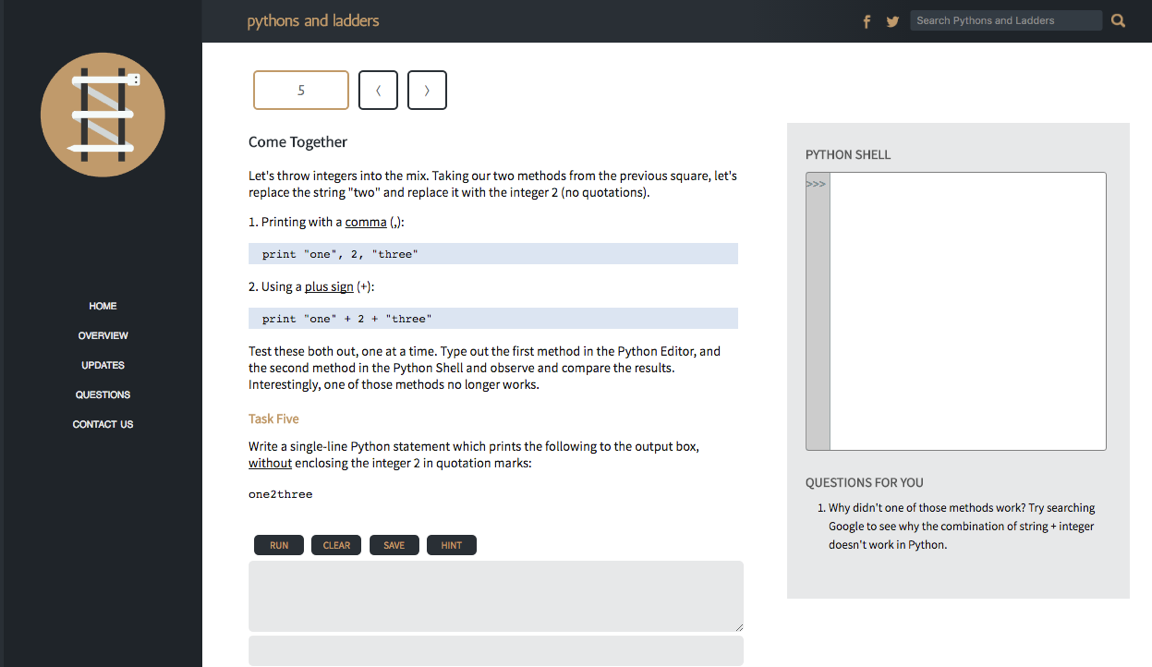 pythons and ladders
Search Pythons and Ladders
HOME
OVERVIEW
UPDATES
QUESTIONS
CONTACT US
5
Come Together
Let's throw integers into the mix. Taking our two methods from the previous square, let's
replace the string "two" and replace it with the integer 2 (no quotations).
1. Printing with a comma (,):
print "one", 2, "three"
2. Using a plus sign (+):
print "one" + 2 + "three"
Test these both out, one at a time. Type out the first method in the Python Editor, and
the second method in the Python Shell and observe and compare the results.
Interestingly, one of those methods no longer works.
Task Five
Write a single-line Python statement which prints the following to the output box,
without enclosing the integer 2 in quotation marks:
one2three
RUN CLEAR SAVE HINT
PYTHON SHELL
>>>
QUESTIONS FOR YOU
1. Why didn't one of those methods work? Try searching
Google to see why the combination of string + integer
doesn't work in Python.